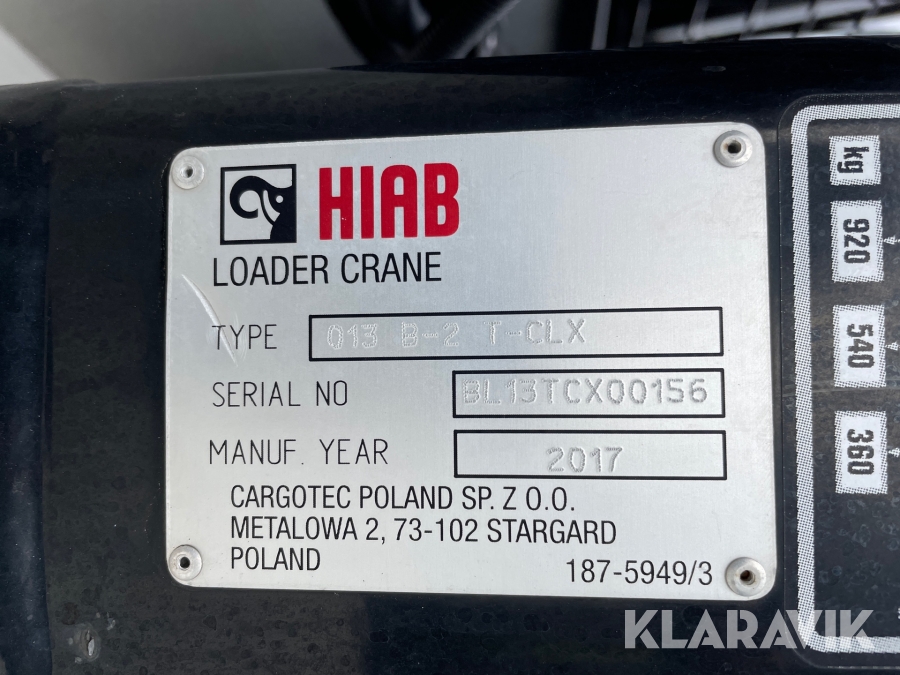 HIAB
LOADER CRANE
TYPE 013 B-2 T-CLX
SERIAL NO BL13TCX00156
MANUF. YEAR 2017
CARGOTEC POLAND SP. Z O.O.
METALOWA 2, 73-102 STARGARD
POLAND
187-5949/3
kg
920
540
360
KLARAVIK